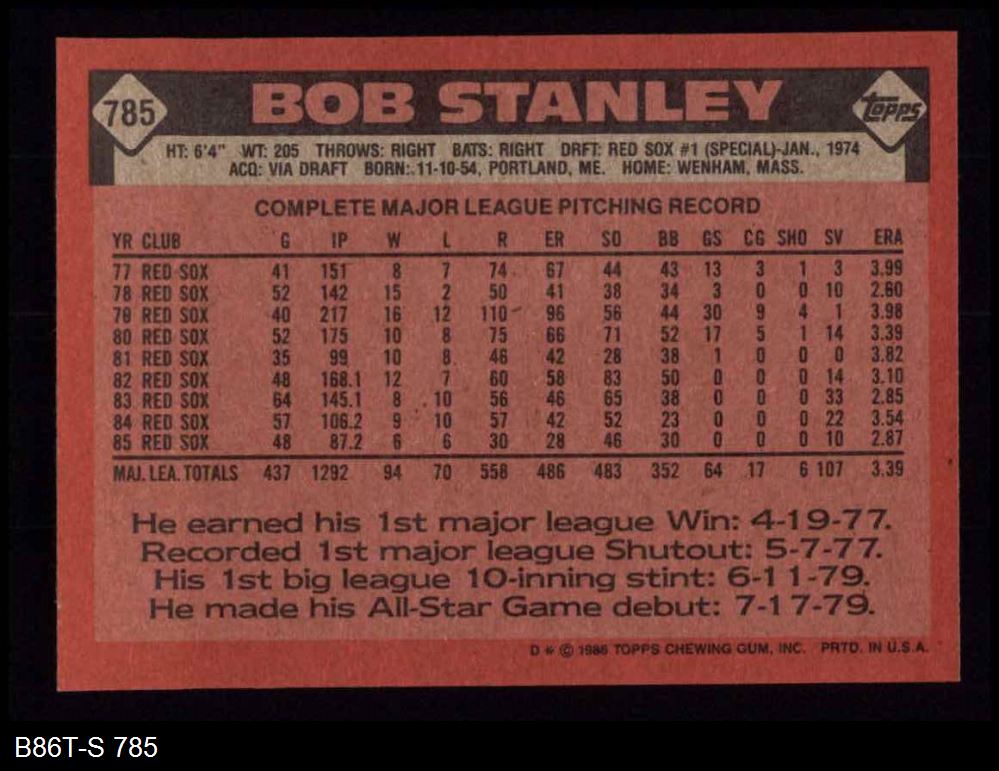 785 BOB STANLEY Topps
HT: 6'4" WT: 205 THROWS: RIGHT BATS: RIGHT DRFT: RED SOX #1 (SPECIAL)-JAN., 1974
ACQ: VIA DRAFT BORN: 11-10-54, PORTLAND, ME. HOME: WENHAM, MASS.
COMPLETE MAJOR LEAGUE PITCHING RECORD
YR CLUB G IP W L R ER SO BB GS CG SHO SV ERA
77 RED SOX 41 151 8 7 74 67 44 43 13 3 1 3 3.99
78 RED SOX 52 142 15 2 50 41 38 34 3 0 0 10 2.60
79 RED SOX 40 217 16 12 110 96 56 44 30 9 4 1 3.98
80 RED SOX 52 175 10 8 75 66 71 52 17 5 1 14 3.39
81 RED SOX 35 99 10 8 46 42 28 38 1 0 0 0 3.82
82 RED SOX 48 168.1 12 7 60 58 83 50 0 0 0 14 3.10
83 RED SOX 64 145.1 8 10 56 46 65 38 0 0 0 33 2.85
84 RED SOX 57 106.2 9 10 57 42 52 23 0 0 0 22 3.54
85 RED SOX 48 87.2 6 6 30 28 46 30 0 0 0 10 2.87
MAJ. LEA. TOTALS 437 1292 94 70 558 486 483 352 64 17 6 107 3.39
He earned his 1st major league Win: 4-19-77.
Recorded 1st major league Shutout: 5-7-77.
His 1st big league 10-inning stint: 6-11-79.
He made his All-Star Game debut: 7-17-79.
D * © 1986 TOPPS CHEWING GUM, INC. PRTD. IN U.S.A.
B86T-S 785